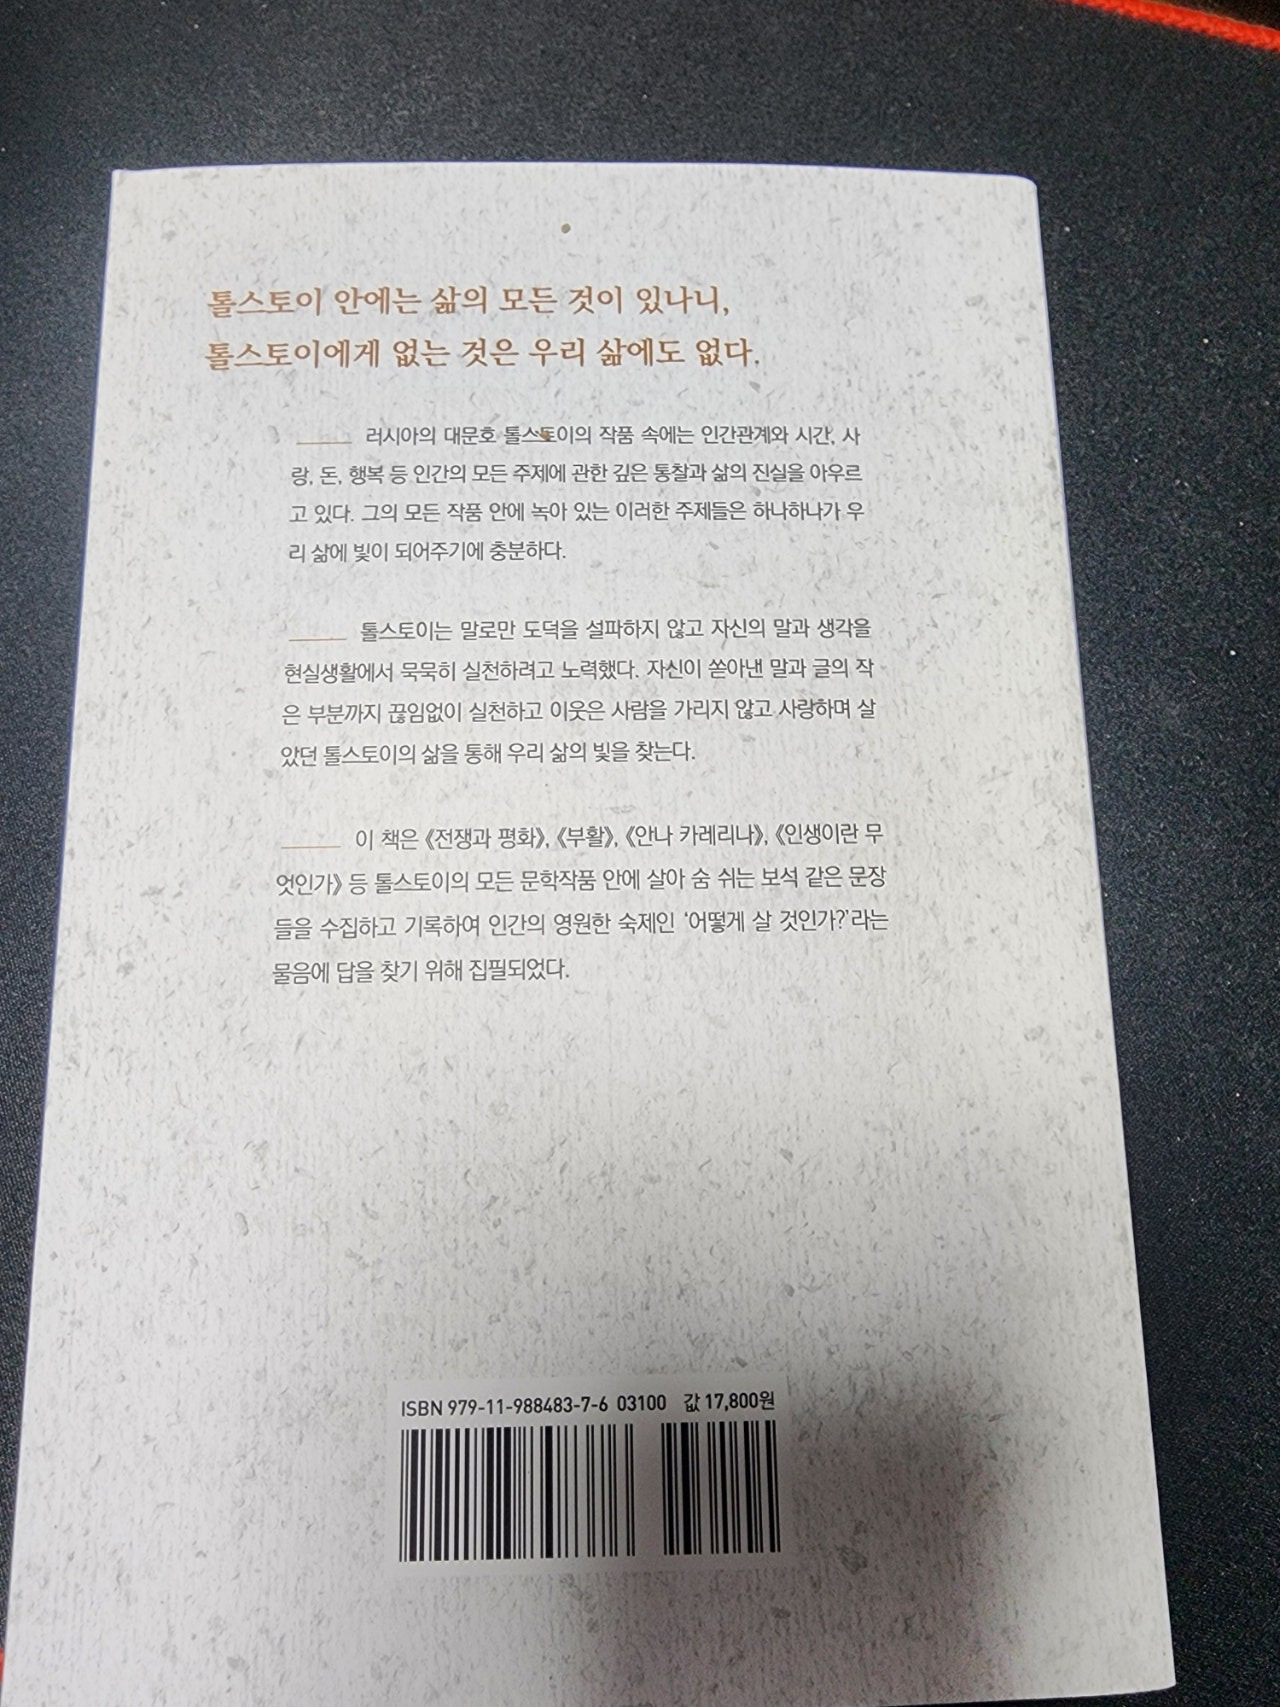 톨스토이 안에는 삶의 모든 것이 있나니,
톨스토이에게 없는 것은 우리 삶에도 없다.
러시아의 대문호 톨스토이의 작품 속에는 인간관계와 시간, 사
랑, 돈, 행복 등 인간의 모든 주제에 관한 깊은 통찰과 삶의 진실을 아우르
고 있다. 그의 모든 작품 안에 녹아 있는 이러한 주제들은 하나하나가 우
리 삶에 빛이 되어주기에 충분하다.
톨스토이는 말로만 도덕을 설파하지 않고 자신의 말과 생각을
현실생활에서 묵묵히 실천하려고 노력했다. 자신이 쏟아낸 말과 글의 작
은 부분까지 끊임없이 실천하고 이웃은 사람을 가리지 않고 사랑하며 살
았던 톨스토이의 삶을 통해 우리 삶의 빛을 찾는다.
이 책은 《전쟁과 평화》, 《부활》, 《안나 카레리나》, 《인생이란 무
엇인가》 등 톨스토이의 모든 문학작품 안에 살아 숨 쉬는 보석 같은 문장
들을 수집하고 기록하여 인간의 영원한 숙제인 ‘어떻게 살 것인가?’라는
물음에 답을 찾기 위해 집필되었다.
ISBN 979-11-988483-7-6 03100 값 17,800원